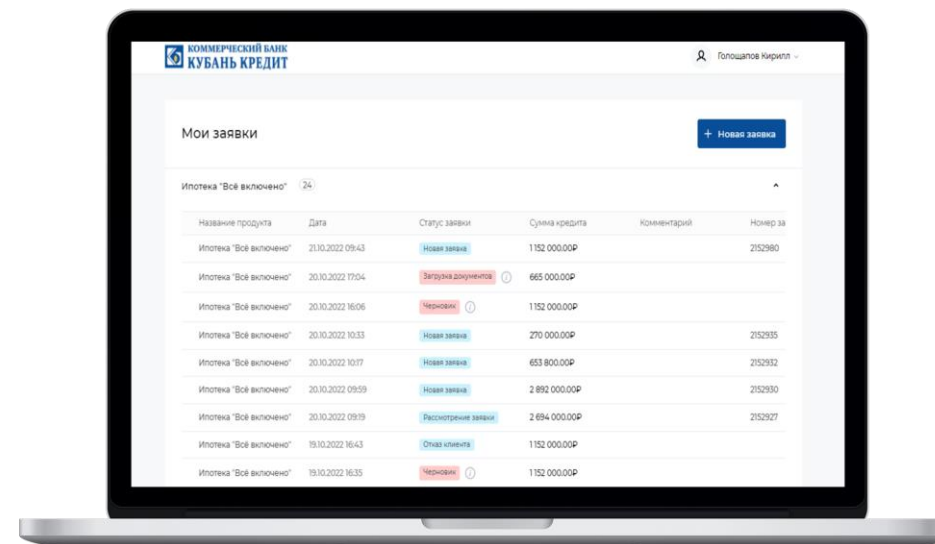 КОММЕРЧЕСКИЙ БАНК
КУБАНЬ КРЕДИТ
Голощапов Кирилл
Мои заявки
+ Новая заявка
Ипотека "Всё включено" 24
Название продукта Дата Статус заявки Сумма кредита Комментарий Номер за
Ипотека "Всё включено" 21.10.2022 09:43 Новая заявка 1 152 000.00₽ 2152980
Ипотека "Всё включено" 20.10.2022 17:04 Загрузка документов 665 000.00₽
Ипотека "Всё включено" 20.10.2022 16:06 Черновик 1 152 000.00₽
Ипотека "Всё включено" 20.10.2022 10:33 Новая заявка 270 000.00₽ 2152935
Ипотека "Всё включено" 20.10.2022 10:17 Новая заявка 653 800.00₽ 2152932
Ипотека "Всё включено" 20.10.2022 09:59 Новая заявка 2 892 000.00₽ 2152930
Ипотека "Всё включено" 20.10.2022 09:19 Рассмотрение заявки 2 694 000.00₽ 2152927
Ипотека "Всё включено" 19.10.2022 16:43 Отказ клиента 1 152 000.00₽
Ипотека "Всё включено" 19.10.2022 16:35 Черновик 1 152 000.00₽